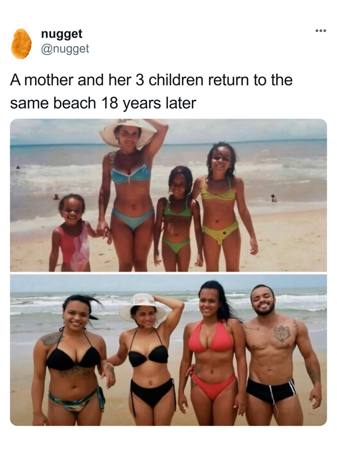 nugget
@nugget
A mother and her 3 children return to the
same beach 18 years later